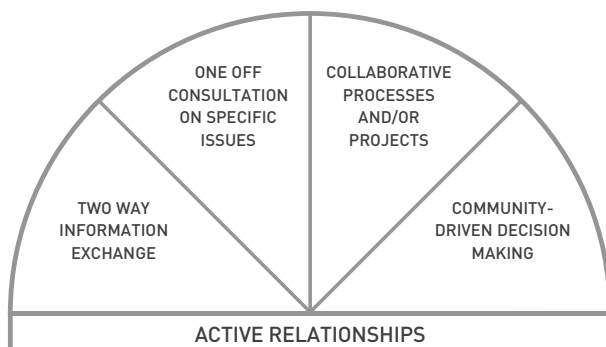 TWO WAY
INFORMATION
EXCHANGE
ONE OFF
CONSULTATION
ON SPECIFIC
ISSUES
COLLABORATIVE
PROCESSES
AND/OR
PROJECTS
COMMUNITY-
DRIVEN DECISION
MAKING
ACTIVE RELATIONSHIPS